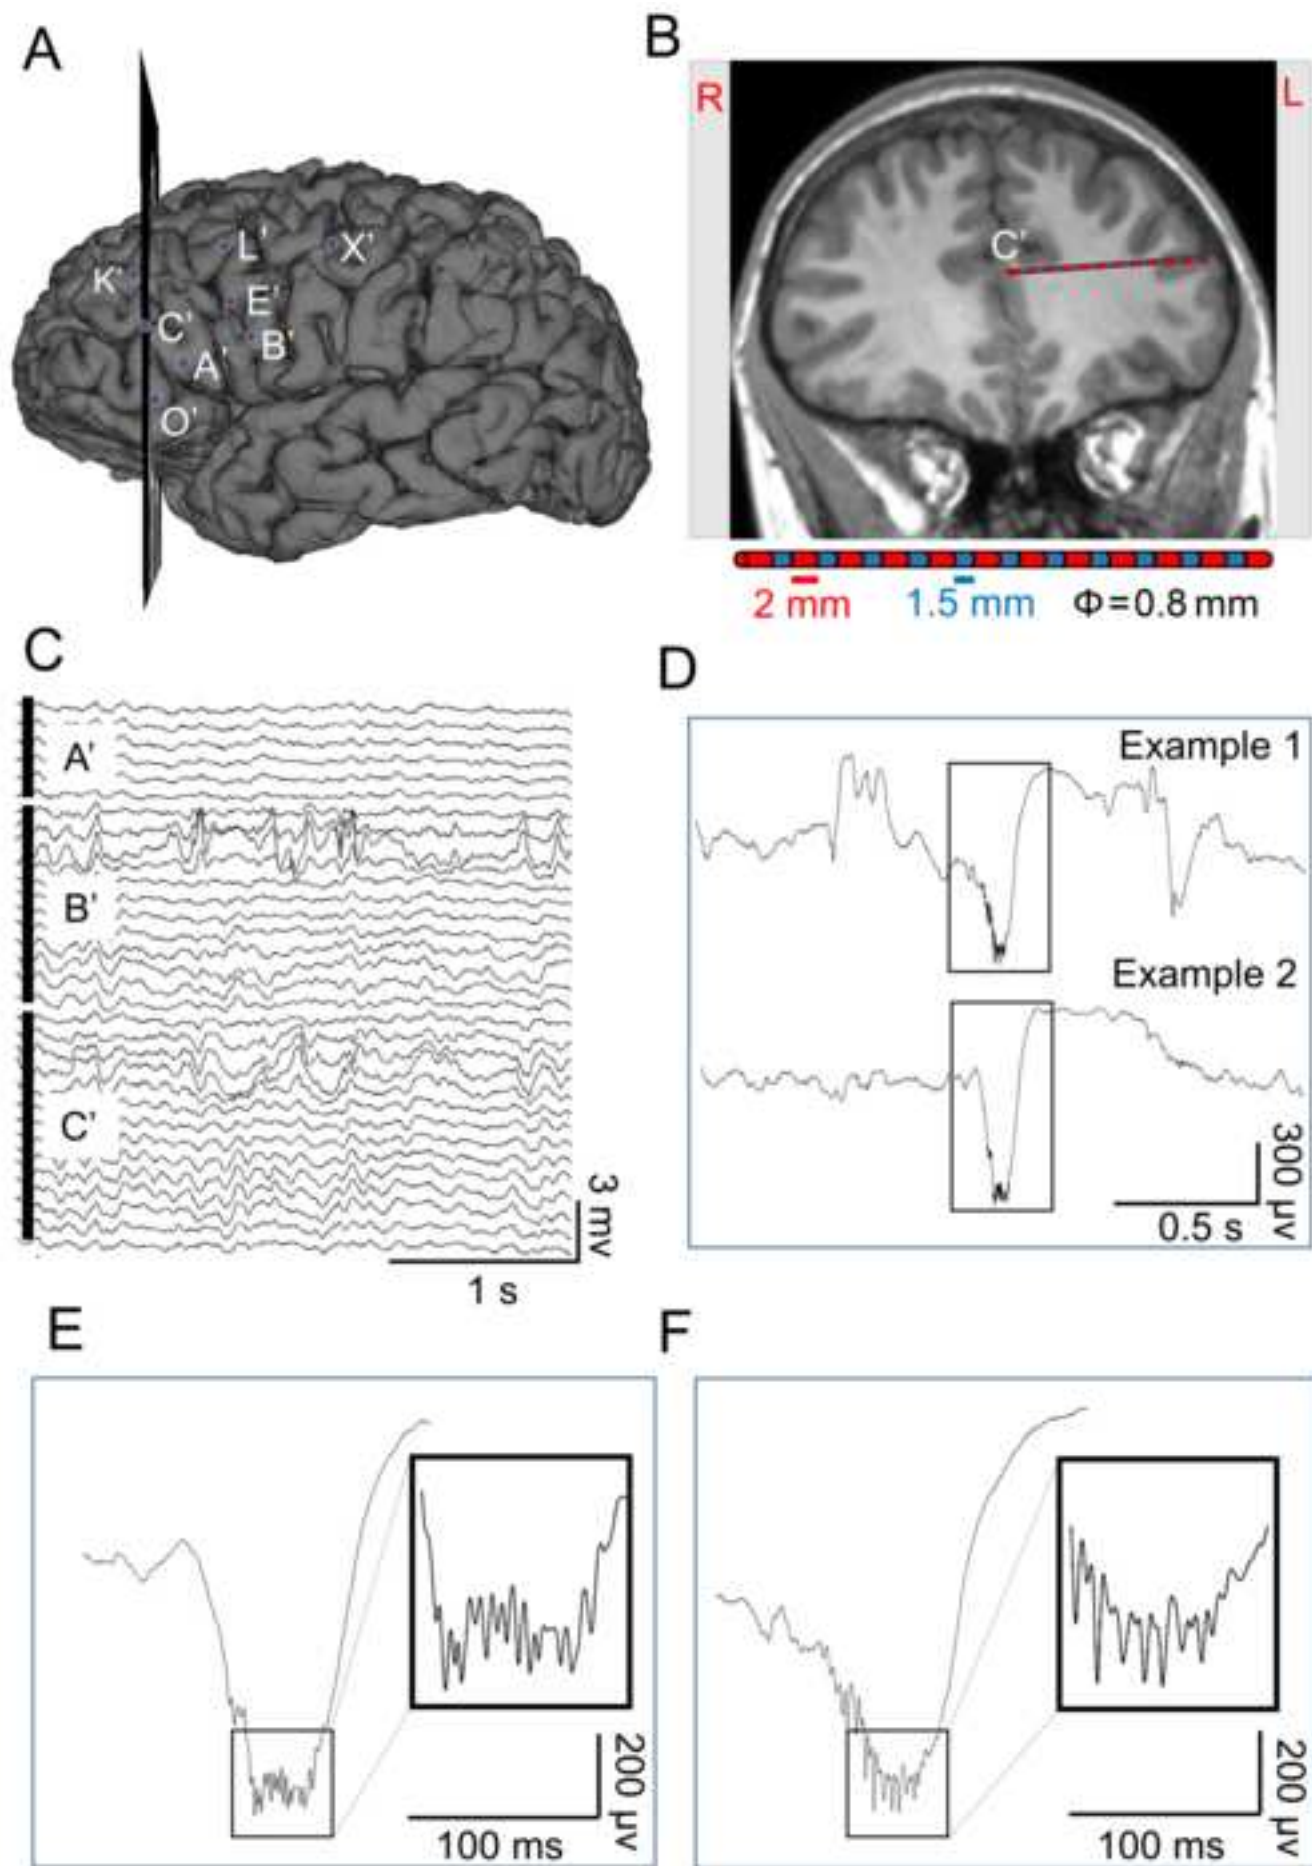 A
K'
L'
X'
E'
C'
B'
A'
O'
B
R
L
C'
2 mm
1.5 mm
Φ=0.8 mm
C
A'
B'
C'
3 mv
1 s
D
Example 1
Example 2
300 μv
0.5 s
E
200 μv
100 ms
F
200 μv
100 ms